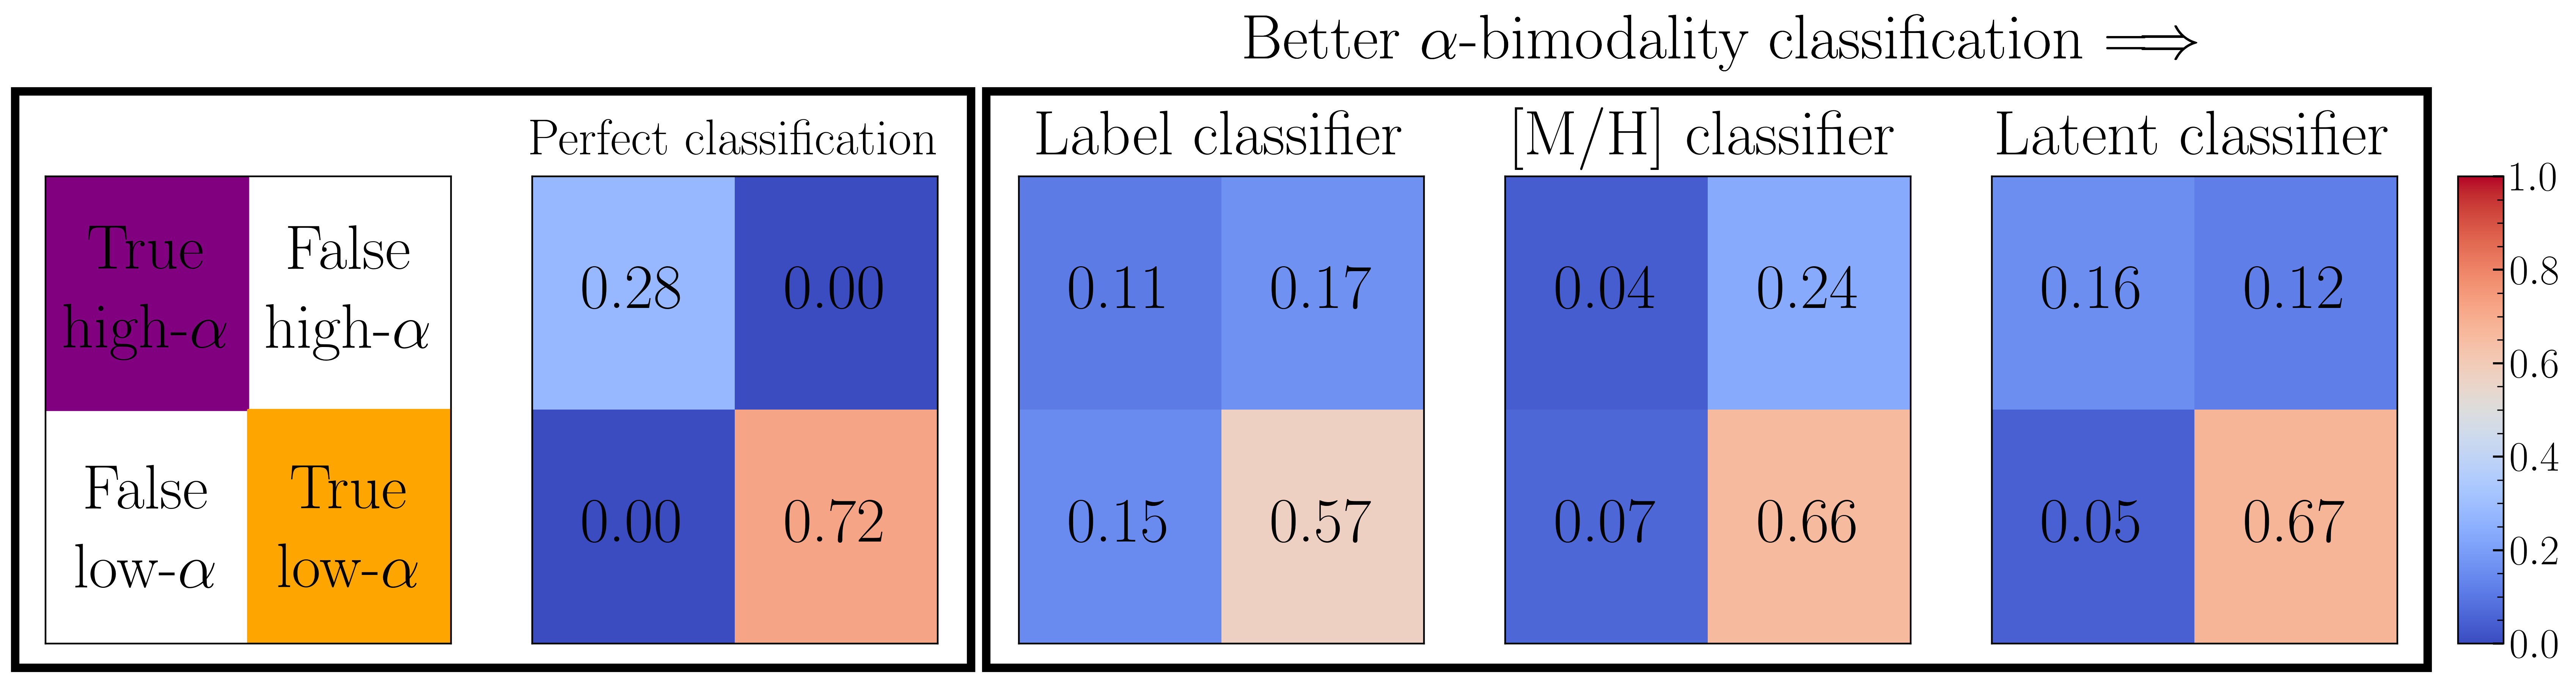 Better α-bimodality classification ⟹
Perfect classification
Label classifier
[M/H] classifier
Latent classifier
True
high-α
False
high-α
False
low-α
True
low-α
0.28
0.00
0.00
0.72
0.11
0.17
0.15
0.57
0.04
0.24
0.07
0.66
0.16
0.12
0.05
0.67
1.0
0.8
0.6
0.4
0.2
0.0